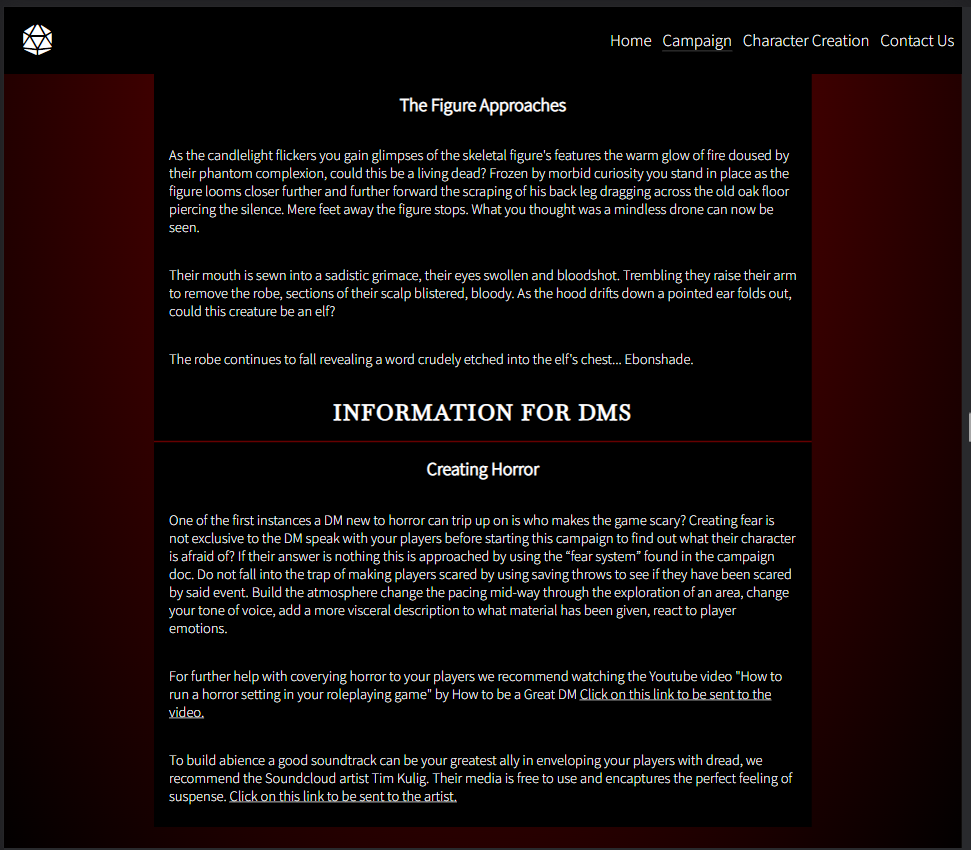 Home Campaign Character Creation Contact Us
The Figure Approaches
As the candlelight flickers you gain glimpses of the skeletal figure's features the warm glow of fire doused by
their phantom complexion, could this be a living dead? Frozen by morbid curiosity you stand in place as the
figure looms closer further and further forward the scraping of his back leg dragging across the old oak floor
piercing the silence. Mere feet away the figure stops. What you thought was a mindless drone can now be
seen.
Their mouth is sewn into a sadistic grimace, their eyes swollen and bloodshot. Trembling they raise their arm
to remove the robe, sections of their scalp blistered, bloody. As the hood drifts down a pointed ear folds out,
could this creature be an elf?
The robe continues to fall revealing a word crudely etched into the elf's chest... Ebonshade.
INFORMATION FOR DMS
Creating Horror
One of the first instances a DM new to horror can trip up on is who makes the game scary? Creating fear is
not exclusive to the DM speak with your players before starting this campaign to find out what their character
is afraid of? If their answer is nothing this is approached by using the “fear system” found in the campaign
doc. Do not fall into the trap of making players scared by using saving throws to see if they have been scared
by said event. Build the atmosphere change the pacing mid-way through the exploration of an area, change
your tone of voice, add a more visceral description to what material has been given, react to player
emotions.
For further help with coverying horror to your players we recommend watching the Youtube video "How to
run a horror setting in your roleplaying game" by How to be a Great DM Click on this link to be sent to the
video.
To build abience a good soundtrack can be your greatest ally in enveloping your players with dread, we
recommend the Soundcloud artist Tim Kulig. Their media is free to use and encaptures the perfect feeling of
suspense. Click on this link to be sent to the artist.